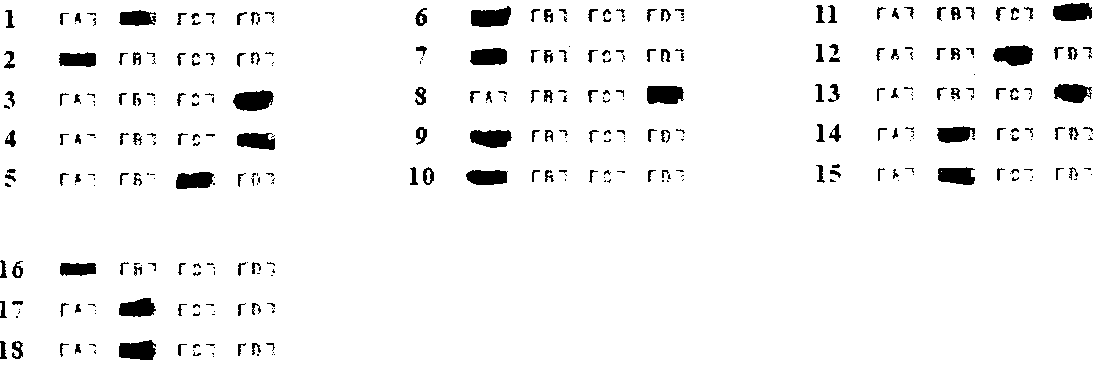 1 [A] [C] [D]
2 [B] [C] [D]
3 [A] [B] [C]
4 [A] [B] [C]
5 [A] [B] [D]
6 [B] [C] [D]
7 [B] [C] [D]
8 [A] [B] [C]
9 [B] [C] [D]
10 [B] [C] [D]
11 [A] [B] [C]
12 [A] [B] [D]
13 [A] [B] [C]
14 [A] [C] [D]
15 [A] [C] [D]
16 [B] [C] [D]
17 [A] [C] [D]
18 [A] [C] [D]